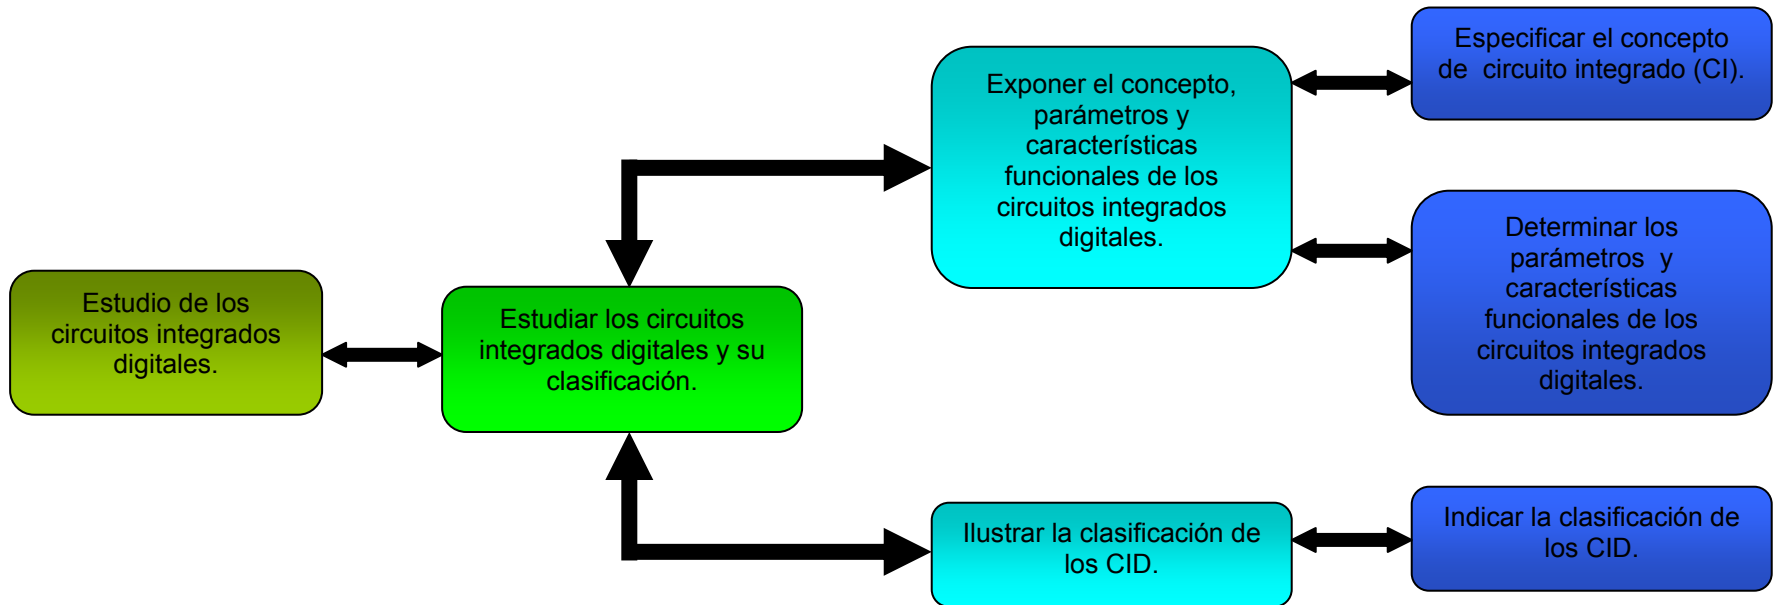 Estudio de los
circuitos integrados
digitales.
Estudiar los circuitos
integrados digitales y su
clasificación.
Exponer el concepto,
parámetros y
características
funcionales de los
circuitos integrados
digitales.
Ilustrar la clasificación de
los CID.
Especificar el concepto
de circuito integrado (CI).
Determinar los
parámetros y
características
funcionales de los
circuitos integrados
digitales.
Indicar la clasificación de
los CID.